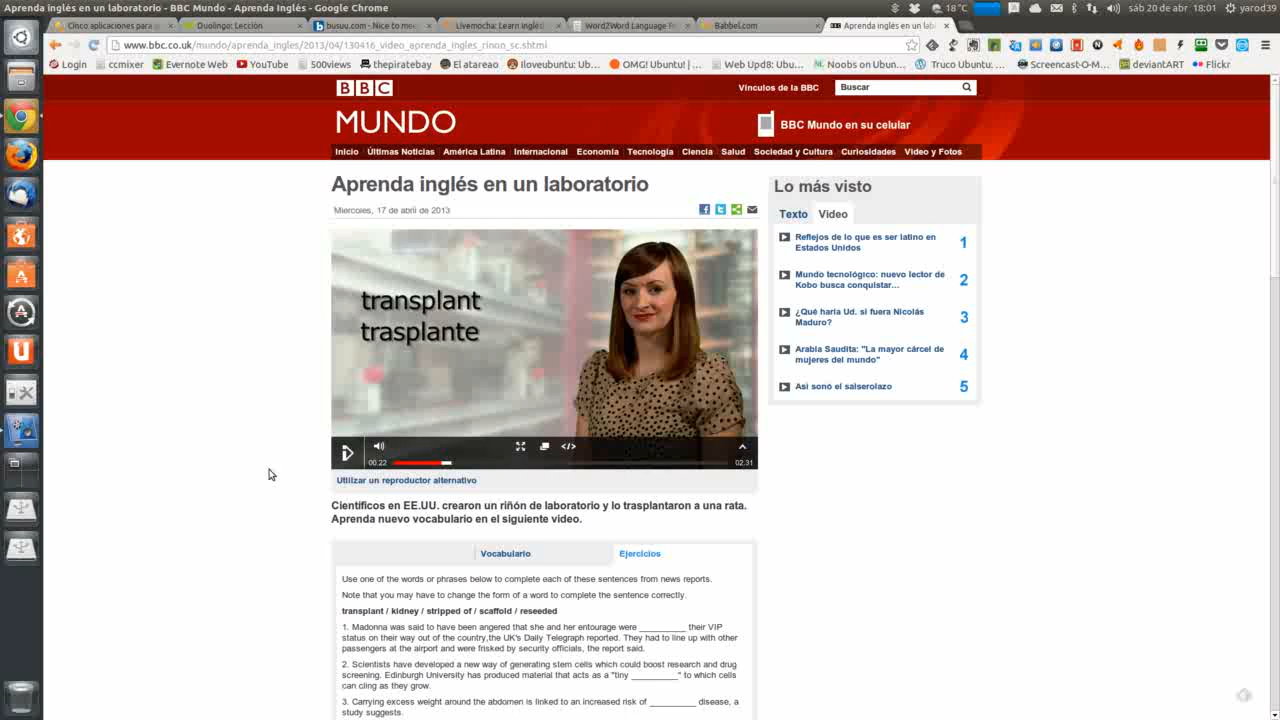 Aprenda inglés en un laboratorio - BBC Mundo - Aprenda Inglés - Google Chrome
18°C
sáb 20 de abr
yarod39
Cinco aplicaciones para
Duolingo: Lección
busuu.com - Nice to mee
Livemocha: Learn Inglés
Word2Word Language
Babbel.com
Aprenda inglés en un lab
www.bbc.co.uk/mundo/aprenda_ingles/2013/04/130416_video_aprenda_ingles_rinon_sc.shtml
Login
ccmixer
Evernote Web
YouTube
500views
thepiratebay
El atareao
Iloveubuntu: Ub...
OMG! Ubuntu! |...
Web Upd8: Ubu...
Noobs on Ubun...
Truco Ubuntu...
Screencast-O-M...
deviantART
Flickr
BBC
Vínculos de la BBC
Buscar
MUNDO
BBC Mundo en su celular
Inicio
Últimas Noticias
América Latina
Internacional
Economía
Tecnología
Ciencia
Salud
Sociedad y Cultura
Curiosidades
Video y Fotos
Aprenda inglés en un laboratorio
Miercoles, 17 de abril de 2013
transplant
trasplante
00.22
02.31
Utilizar un reproductor alternativo
Científicos en EE.UU. crearon un riñón de laboratorio y lo trasplantaron a una rata.
Aprenda nuevo vocabulario en el siguiente video.
Vocabulario
Ejercicios
Use one of the words or phrases below to complete each of these sentences from news reports.
Note that you may have to change the form of a word to complete the sentence correctly.
transplant / kidney / stripped of / scaffold / reseeded
1. Madonna was said to have been angered that she and her entourage were _________ their VIP
status on their way out of the country,the UK's Daily Telegraph reported. They had to line up with other
passengers at the airport and were frisked by security officials, the report said.
2. Scientists have developed a new way of generating stem cells which could boost research and drug
screening. Edinburgh University has produced material that acts as a "tiny _________" to which cells
can cling as they grow.
3. Carrying excess weight around the abdomen is linked to an increased risk of _________ disease, a
study suggests.
Lo más visto
Texto
Video
Reflejos de lo que es ser latino en
Estados Unidos
1
Mundo tecnológico: nuevo lector de
Kobo busca conquistar...
2
¿Qué haría Ud. si fuera Nicolás
Maduro?
3
Arabia Saudita: "La mayor cárcel de
mujeres del mundo"
4
Así sonó el salserolazo
5